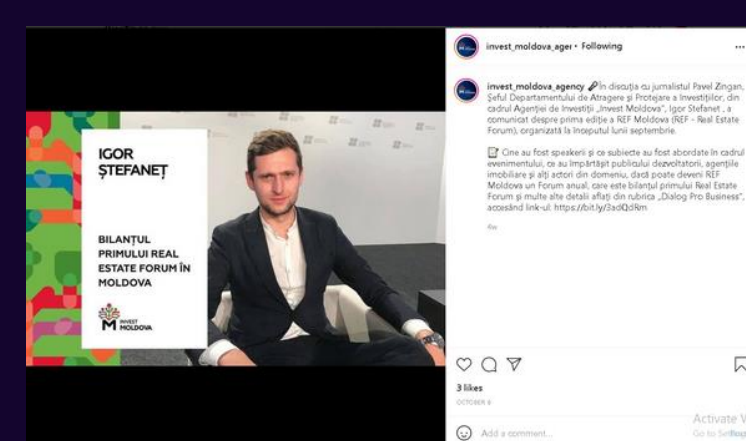 IGOR
ȘTEFANEȚ
BILANȚUL
PRIMULUI REAL
ESTATE FORUM ÎN
MOLDOVA
INVEST
MOLDOVA
invest_moldova_ager • Following
invest_moldova_agency În discuția cu jurnalistul Pavel Zingan,
Șeful Departamentului de Atragere și Protejare a Investițiilor, din
cadrul Agenției de Investiții „Invest Moldova", Igor Stefanet , a
comunicat despre prima ediție a REF Moldova (REF - Real Estate
Forum), organizată la începutul lunii septembrie.
Cine au fost speakerii și ce subiecte au fost abordate în cadrul
evenimentului, ce au împărtășit publicului dezvoltatorii, agențiile
imobiliare și alți actori din domeniu, dacă poate deveni REF
Moldova un Forum anual, care este bilanțul primului Real Estate
Forum și multe alte detalii aflați din rubrica „Dialog Pro Business",
accesând link-ul: https://bit.ly/3adQdRm
4w
3 likes
OCTOBER 9
Add a comment...
Activate
Go to